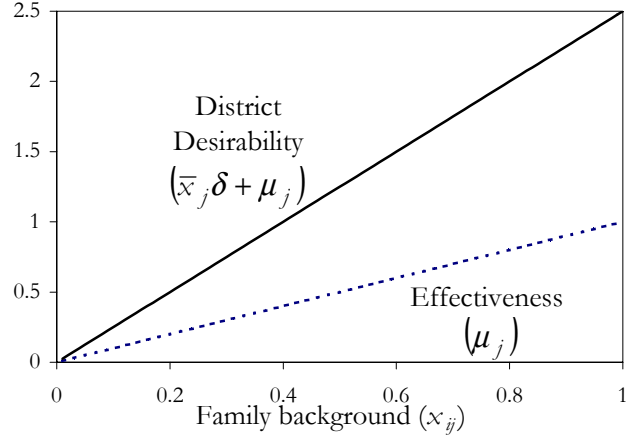 2.5
2
1.5
1
0.5
0
District
Desirability
(x̄ⱼδ + μⱼ)
Effectiveness
(μⱼ)
0 0.2 0.4 0.6 0.8 1
Family background (xᵢⱼ)